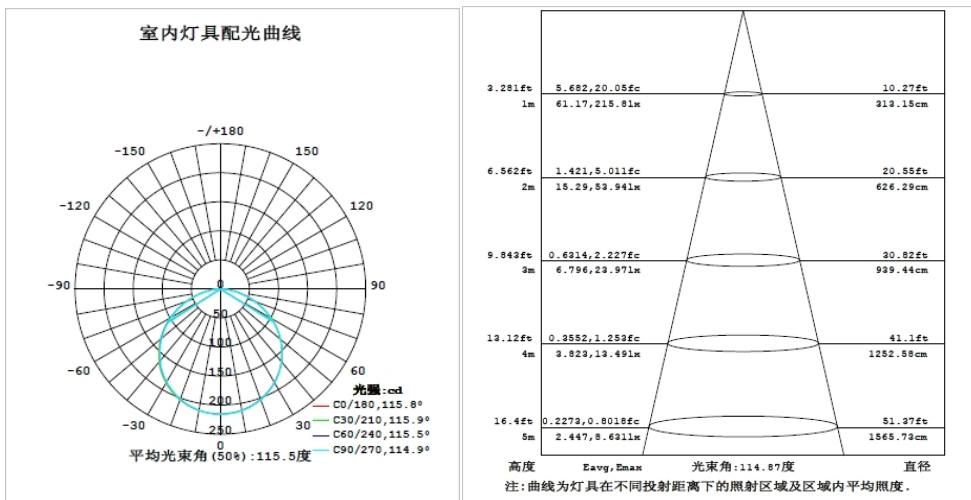 室内灯具配光曲线
-/+180
-150
150
-120
120
-90
0
90
50
100
-60
60
150
200
-30
250
30
0
光强:cd
C0/180,115.8°
C30/210,115.9°
C60/240,115.5°
C90/270,114.9°
平均光束角(50%):115.5度
3.281ft 5.682,20.05fc 10.27ft
1m 61.17,215.81x 313.15cm
6.562ft 1.421,5.011fc 20.55ft
2m 15.29,53.941x 626.29cm
9.843ft 0.6314,2.227fc 30.82ft
3m 6.796,23.971x 939.44cm
13.12ft 0.3552,1.253fc 41.1ft
4m 3.823,13.491x 1252.58cm
16.4ft 0.2273,0.8018fc 51.37ft
5m 2.447,8.6311x 1565.73cm
高度 Eavg,Emax 光束角:114.87度 直径
注:曲线为灯具在不同投射距离下的照射区域及区域内平均照度.